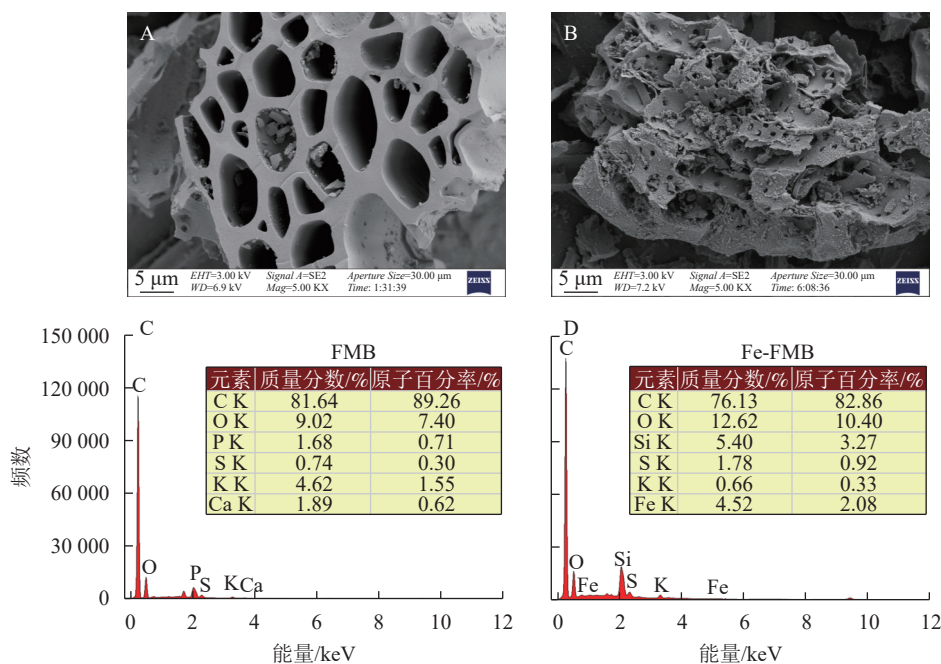 A
5 μm
EHT=3.00 kV Signal A=SE2 Aperture Size=30.00 μm
WD=6.9 kV Mag=5.00 KX Time: 1:31:39
ZEISS
B
5 μm
EHT=3.00 kV Signal A=SE2 Aperture Size=30.00 μm
WD=7.2 kV Mag=5.00 KX Time: 6:08:36
ZEISS
C
FMB
元素 质量分数/% 原子百分率/%
C K 81.64 89.26
O K 9.02 7.40
P K 1.68 0.71
S K 0.74 0.30
K K 4.62 1.55
Ca K 1.89 0.62
150 000
120 000
90 000
60 000
30 000
0
频数
C
O
P
S
K
Ca
0 2 4 6 8 10 12
能量/keV
D
Fe-FMB
元素 质量分数/% 原子百分率/%
C K 76.13 82.86
O K 12.62 10.40
Si K 5.40 3.27
S K 1.78 0.92
K K 0.66 0.33
Fe K 4.52 2.08
C
O
Fe
Si
S
K
Fe
0 2 4 6 8 10 12
能量/keV